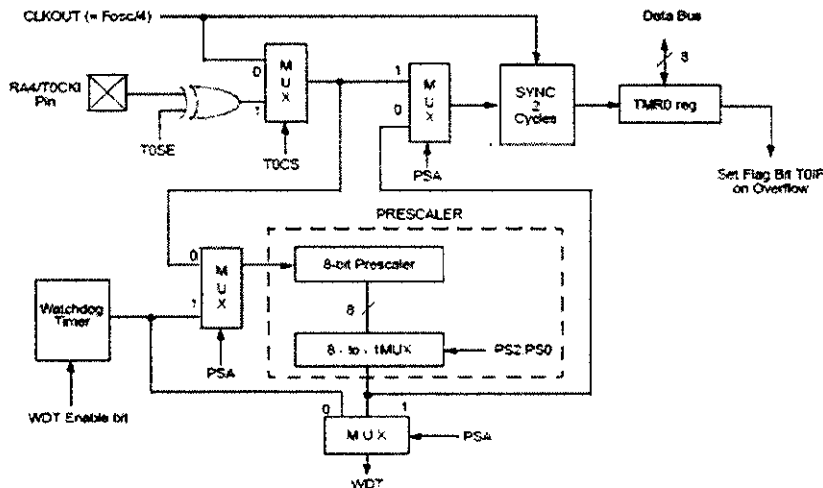 CLKOUT (= Fosc/4)
Data Bus
8
RA4/T0CKI
Pin
0
1
M
U
X
T0SE
T0CS
1
0
M
U
X
PSA
SYNC
2
Cycles
TMR0 reg
Set Flag Bit T0IF
on Overflow
PRESCALER
0
1
M
U
X
PSA
8-bit Prescaler
8
8 - to - 1MUX
PS2:PS0
Watchdog
Timer
WDT Enable bit
0
1
M U X
PSA
WDT